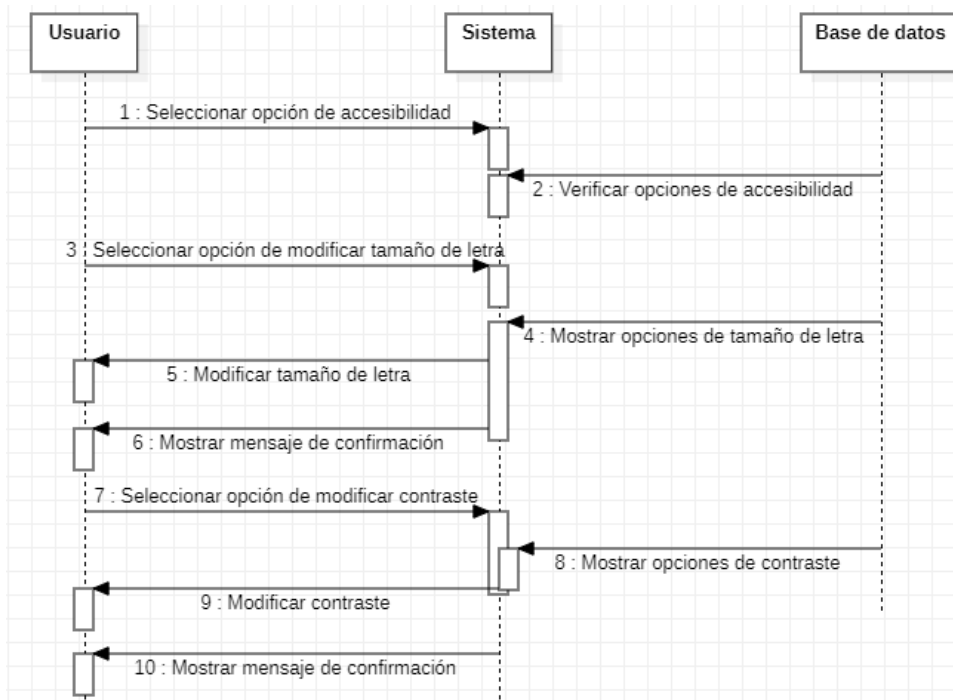 Usuario
Sistema
Base de datos
1 : Seleccionar opción de accesibilidad
2 : Verificar opciones de accesibilidad
3 : Seleccionar opción de modificar tamaño de letra
4 : Mostrar opciones de tamaño de letra
5 : Modificar tamaño de letra
6 : Mostrar mensaje de confirmación
7 : Seleccionar opción de modificar contraste
8 : Mostrar opciones de contraste
9 : Modificar contraste
10 : Mostrar mensaje de confirmación